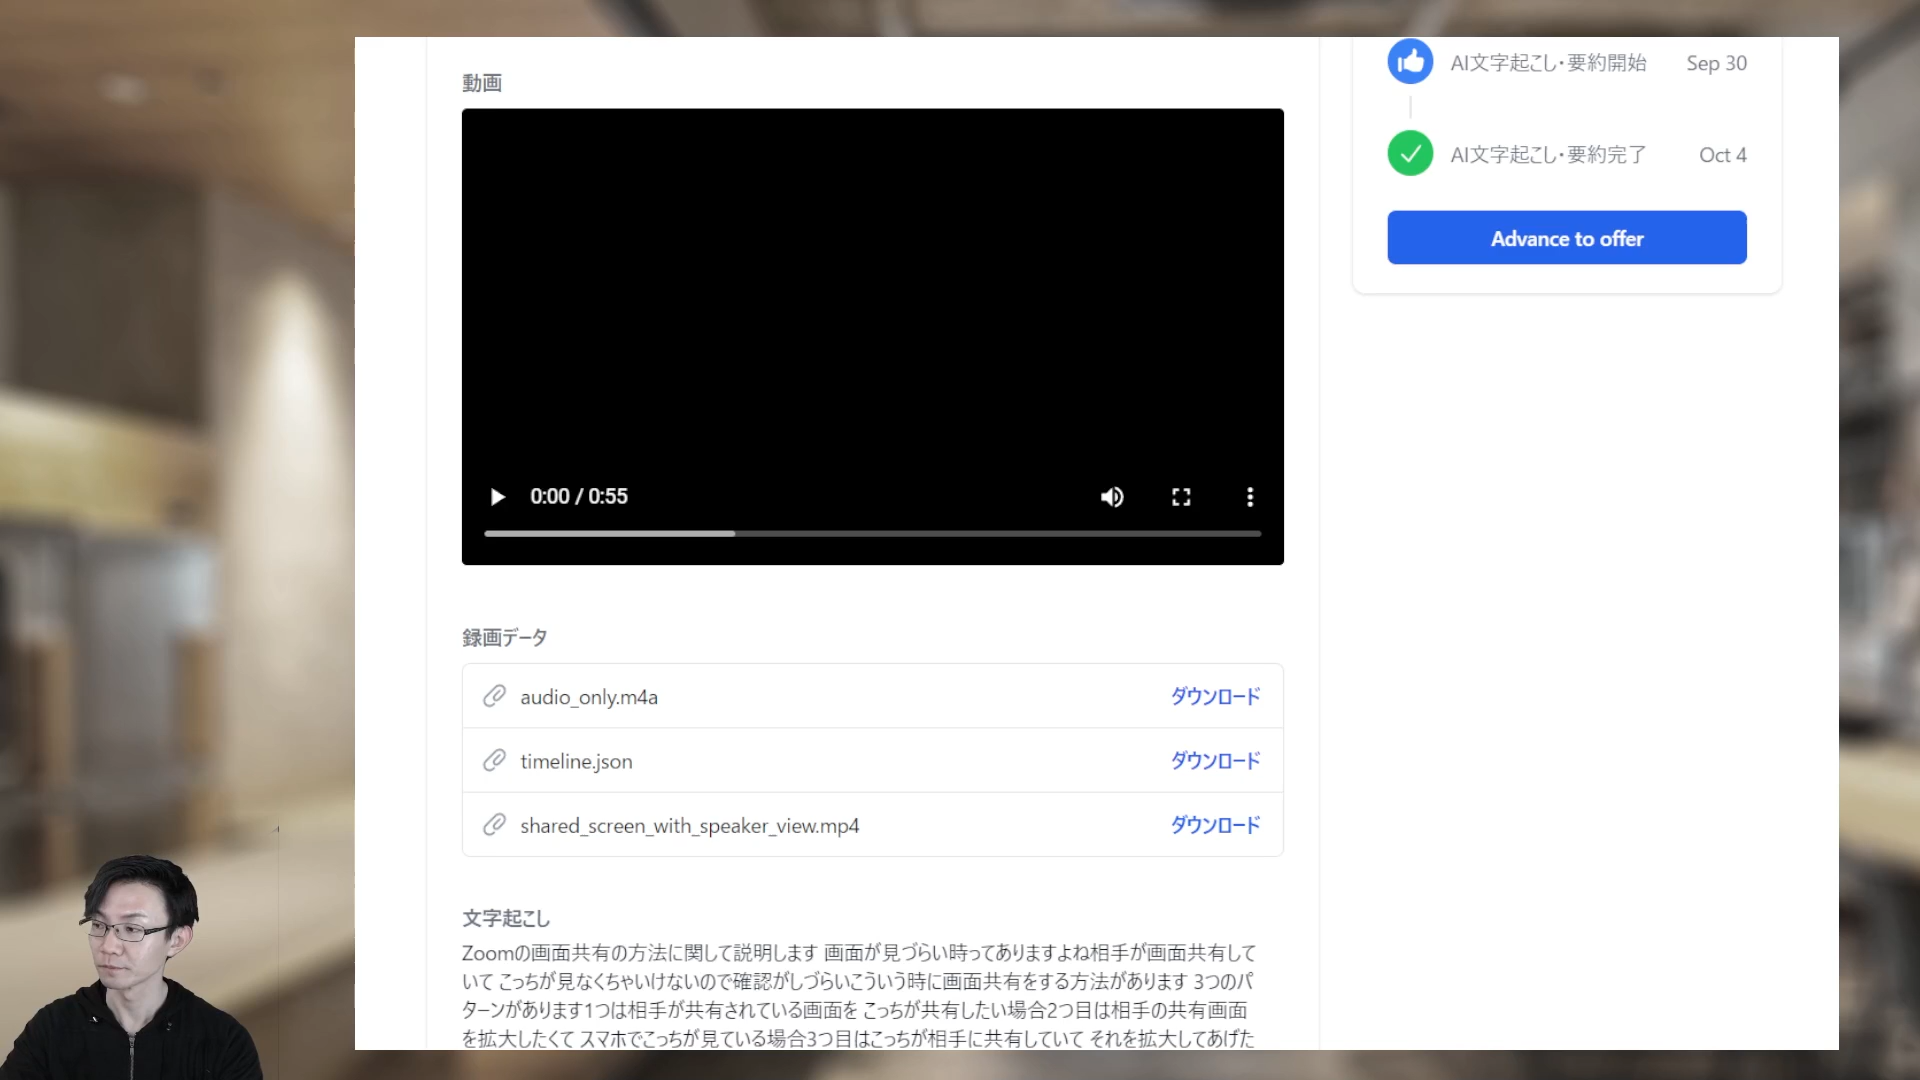 動画
0:00 / 0:55
録画データ
audio_only.m4a ダウンロード
timeline.json ダウンロード
shared_screen_with_speaker_view.mp4 ダウンロード
文字起こし
Zoomの画面共有の方法に関して説明します 画面が見づらい時ってありますよね相手が画面共有して
いて こっちが見なくちゃいけないので確認がしづらいこういう時に画面共有をする方法があります 3つのパ
ターンがあります1つは相手が共有されている画面を こっちが共有したい場合2つ目は相手の共有画面
を拡大したくて スマホでこっちが見ている場合3つ目はこっちが相手に共有していて それを拡大してあげた
AI文字起こし・要約開始 Sep 30
AI文字起こし・要約完了 Oct 4
Advance to offer